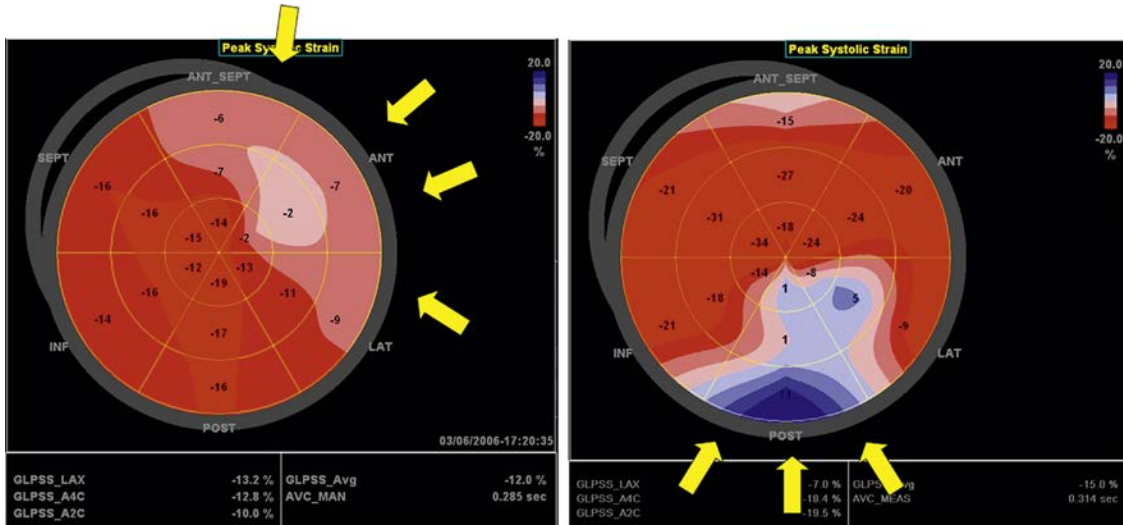 Peak Systolic Strain
20.0
-20.0
%
ANT_SEPT
SEPT
ANT
INF
LAT
POST
-6
-7
-7
-16
-16
-2
-14
-15
-2
-12
-13
-19
-16
-11
-14
-9
-17
-16
03/06/2006-17:20:35
GLPSS_LAX -13.2 % GLPSS_Avg -12.0 %
GLPSS_A4C -12.8 % AVC_MAN 0.285 sec
GLPSS_A2C -10.0 %
Peak Systolic Strain
20.0
-20.0
%
ANT_SEPT
ANT
INF
LAT
POST
-15
-27
-21
-20
-31
-24
-18
-34
-24
-14
-8
1
5
-18
-21
-9
1
11
GLPSS_LAX -7.0 % -15.0 %
GLPSS_A4C -18.4 % AVC_MEAS 0.314 sec
GLPSS_A2C -19.5 %